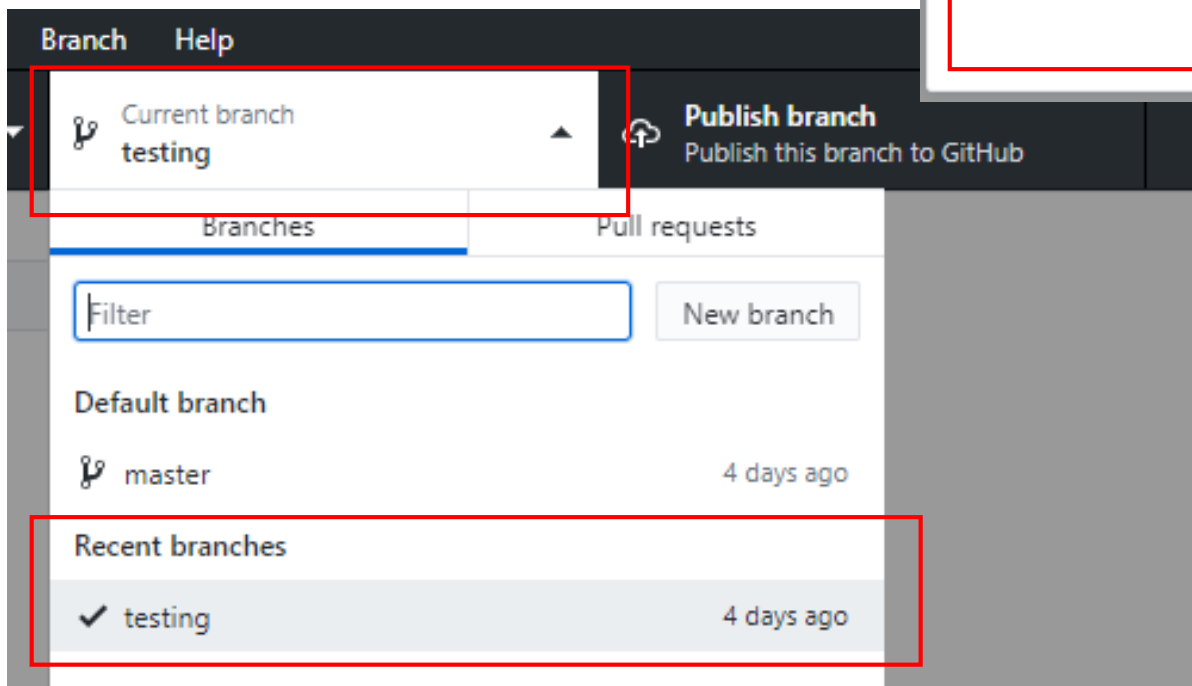 Branch Help
Current branch
testing
Publish branch
Publish this branch to GitHub
Branches Pull requests
Filter New branch
Default branch
master 4 days ago
Recent branches
testing 4 days ago